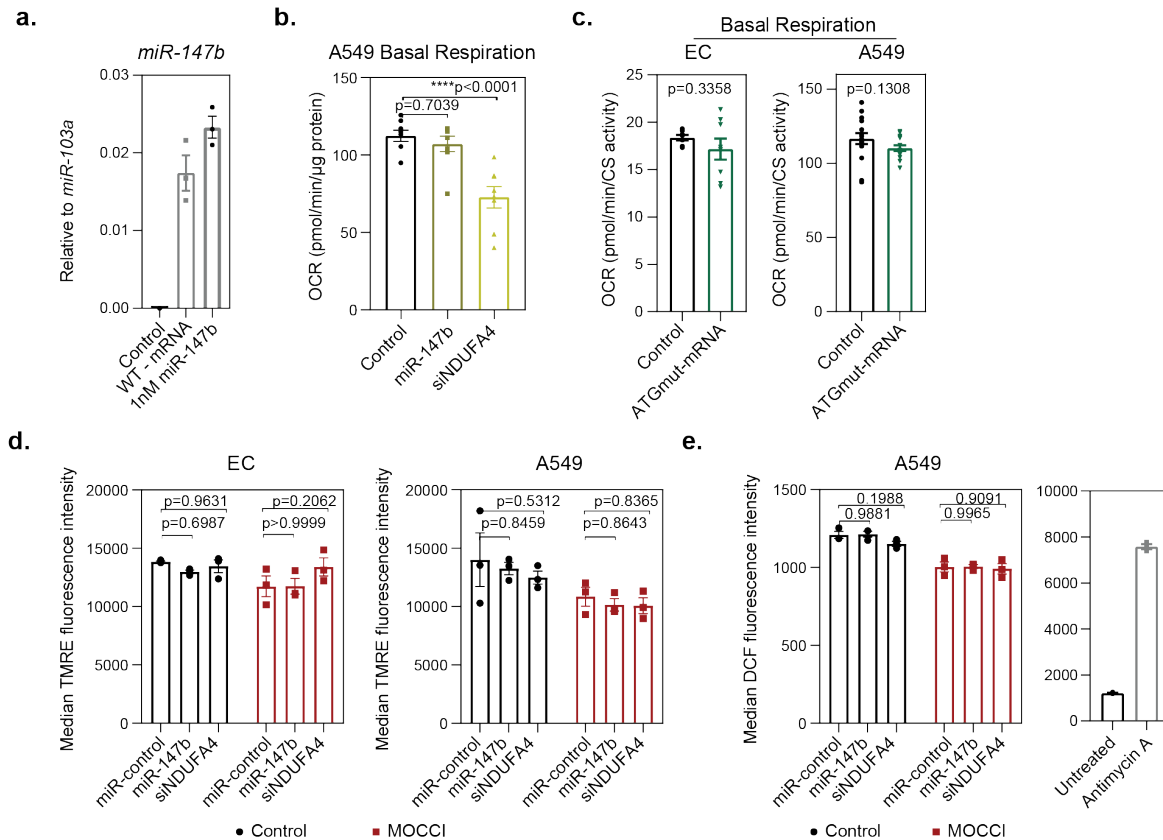 a.
miR-147b
Relative to miR-103a
0.03
0.02
0.01
0.00
Control
WT - mRNA
1nM miR-147b
b.
A549 Basal Respiration
OCR (pmol/min/µg protein)
150
100
50
0
****p<0.0001
p=0.7039
Control
miR-147b
siNDUFA4
c.
Basal Respiration
EC
OCR (pmol/min/CS activity)
25
20
15
10
5
0
p=0.3358
Control
ATGmut-mRNA
A549
OCR (pmol/min/CS activity)
150
100
50
0
p=0.1308
Control
ATGmut-mRNA
d.
EC
Median TMRE fluorescence intensity
20000
15000
10000
5000
0
p=0.9631
p=0.6987
p=0.2062
p>0.9999
miR-control
miR-147b
siNDUFA4
miR-control
miR-147b
siNDUFA4
A549
Median TMRE fluorescence intensity
20000
15000
10000
5000
0
p=0.5312
p=0.8459
p=0.8365
p=0.8643
miR-control
miR-147b
siNDUFA4
miR-control
miR-147b
siNDUFA4
Control
MOCCI
e.
A549
Median DCF fluorescence intensity
1500
1000
500
0
0.1988
0.9881
0.9091
0.9965
miR-control
miR-147b
siNDUFA4
miR-control
miR-147b
siNDUFA4
10000
8000
6000
4000
2000
0
Untreated
Antimycin A
Control
MOCCI